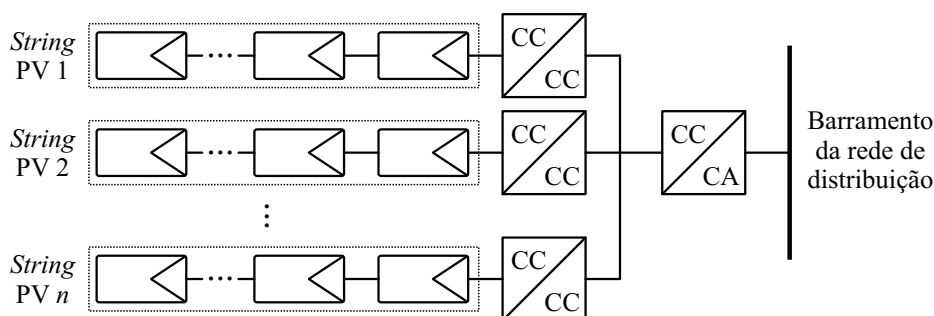 String
PV 1
CC
CC
String
PV 2
CC
CC
CC
CA
Barramento
da rede de
distribuição
String
PV n
CC
CC